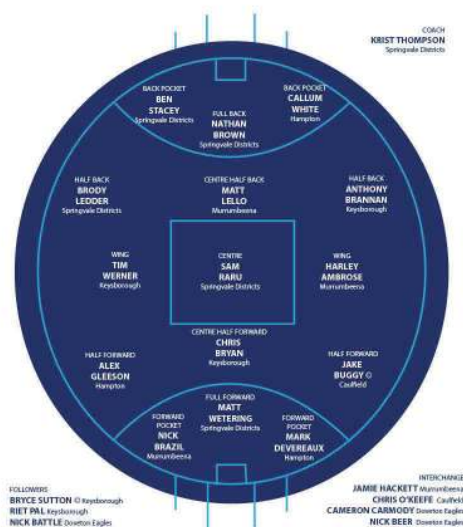 COACH
KRIST THOMPSON
Springvale Districts
BACK POCKET
BEN
STACEY
Springvale Districts
FULL BACK
NATHAN
BROWN
Springvale Districts
BACK POCKET
CALLUM
WHITE
Hampton
HALF BACK
BRODY
LEDDER
Springvale Districts
CENTRE HALF BACK
MATT
LELLO
Murrumbeena
HALF-BACK
ANTHONY
BRANNAN
Keysborough
WING
TIM
WERNER
Keysborough
CENTRE
SAM
RARU
Springvale Districts
WING
HARLEY
AMBROSE
Murrumbeena
CENTRE HALF FORWARD
CHRIS
BRYAN
Keysborough
HALF FORWARD
ALEX
GLEESON
Hampton
HALF FORWARD
JAKE
BUGGY ©
Caulfield
FULL FORWARD
MATT
WETERING
Springvale Districts
FORWARD
POCKET
NICK
BRAZIL
Murrumbeena
FORWARD
POCKET
MARK
DEVEREAUX
Hampton
FOLLOWERS
BRYCE SUTTON © Keysborough
RIET PAL Keysborough
NICK BATTLE Doveton Eagles
INTERCHANGE
JAMIE HACKETT Murrumbeena
CHRIS O'KEEFE Caulfield
CAMERON CARMODY Doveton Eagles
NICK BEER Doveton Eagles